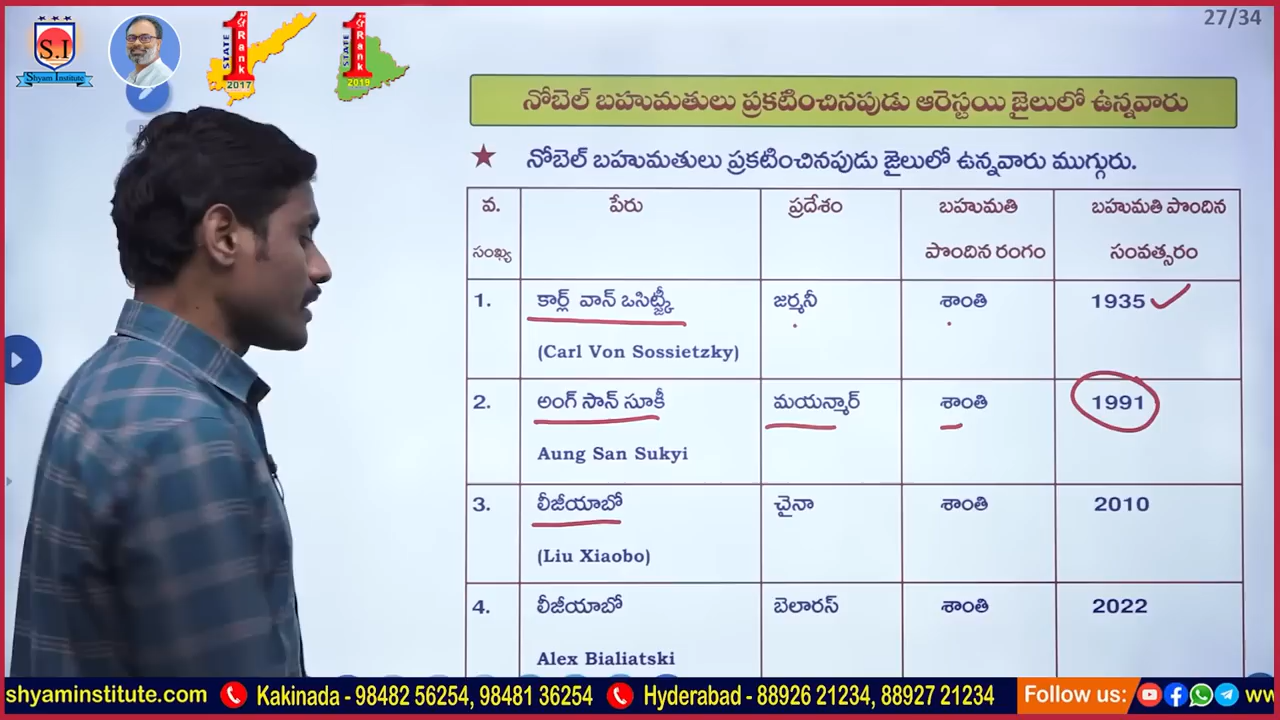 27/34
S.I
Shyam Institute
STATE 1 st Rank 2017
STATE 1 st Rank 2019
నోబెల్ బహుమతులు ప్రకటించినపుడు ఆరెస్టయి జైలులో ఉన్నవారు
★ నోబెల్ బహుమతులు ప్రకటించినపుడు జైలులో ఉన్నవారు ముగ్గురు.
వ. సంఖ్య పేరు ప్రదేశం బహుమతి పొందిన రంగం బహుమతి పొందిన సంవత్సరం
1. కార్ల్ వాన్ ఒసిట్జ్కీ జర్మనీ శాంతి 1935
(Carl Von Sossietzky)
2. అంగ్ సాన్ సూకీ మయన్మార్ శాంతి 1991
Aung San Sukyi
3. లీజీయాబో చైనా శాంతి 2010
(Liu Xiaobo)
4. లీజీయాబో బెలారస్ శాంతి 2022
Alex Bialiatski
shyaminstitute.com Kakinada - 98482 56254, 98481 36254 Hyderabad - 88926 21234, 88927 21234 Follow us: